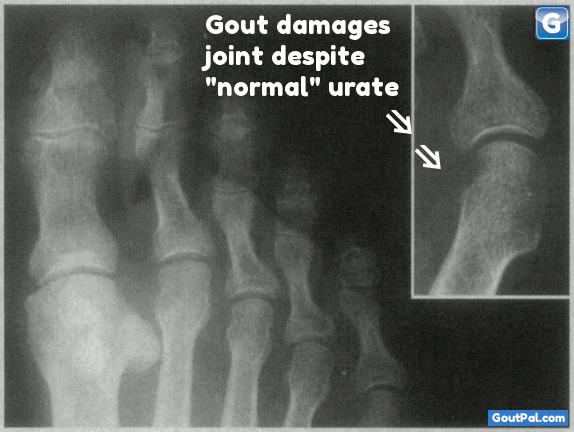 Gout damages
joint despite
"normal" urate
G
GoutPal.com